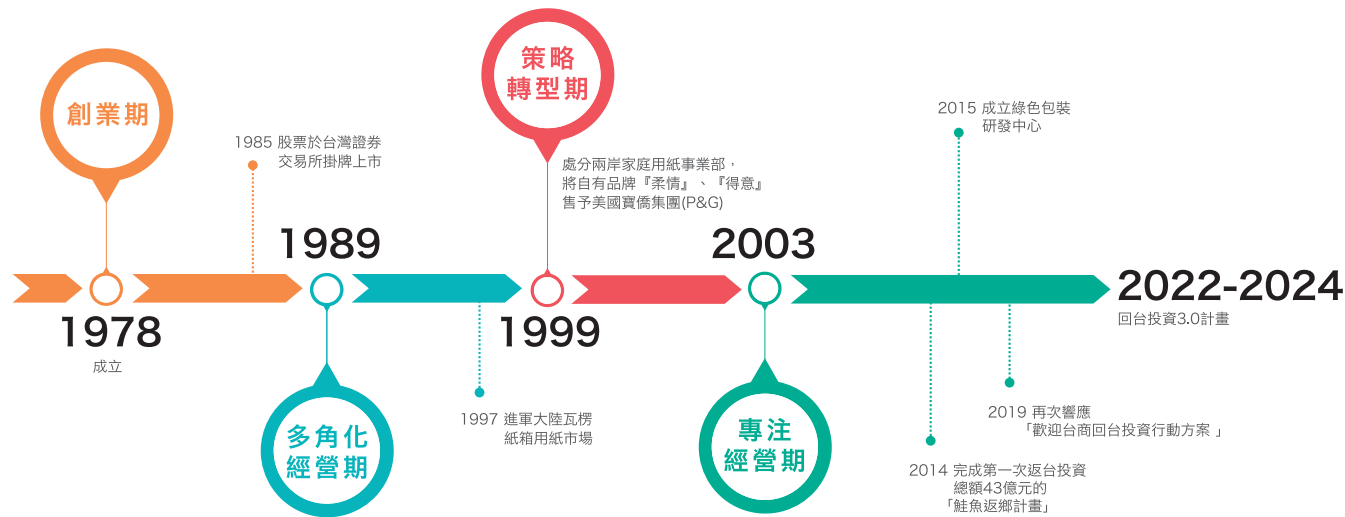 創業期
1978
成立
1985 股票於台灣證券
交易所掛牌上市
1989
多角化
經營期
1997 進軍大陸瓦楞
紙箱用紙市場
策略
轉型期
1999
處分兩岸家庭用紙事業部，
將自有品牌『柔情』、『得意』
售予美國寶僑集團(P&G)
2003
專注
經營期
2014 完成第一次返台投資
總額43億元的
「鮭魚返鄉計畫」
2015 成立綠色包裝
研發中心
2019 再次響應
「歡迎台商回台投資行動方案 」
2022-2024
回台投資3.0計畫